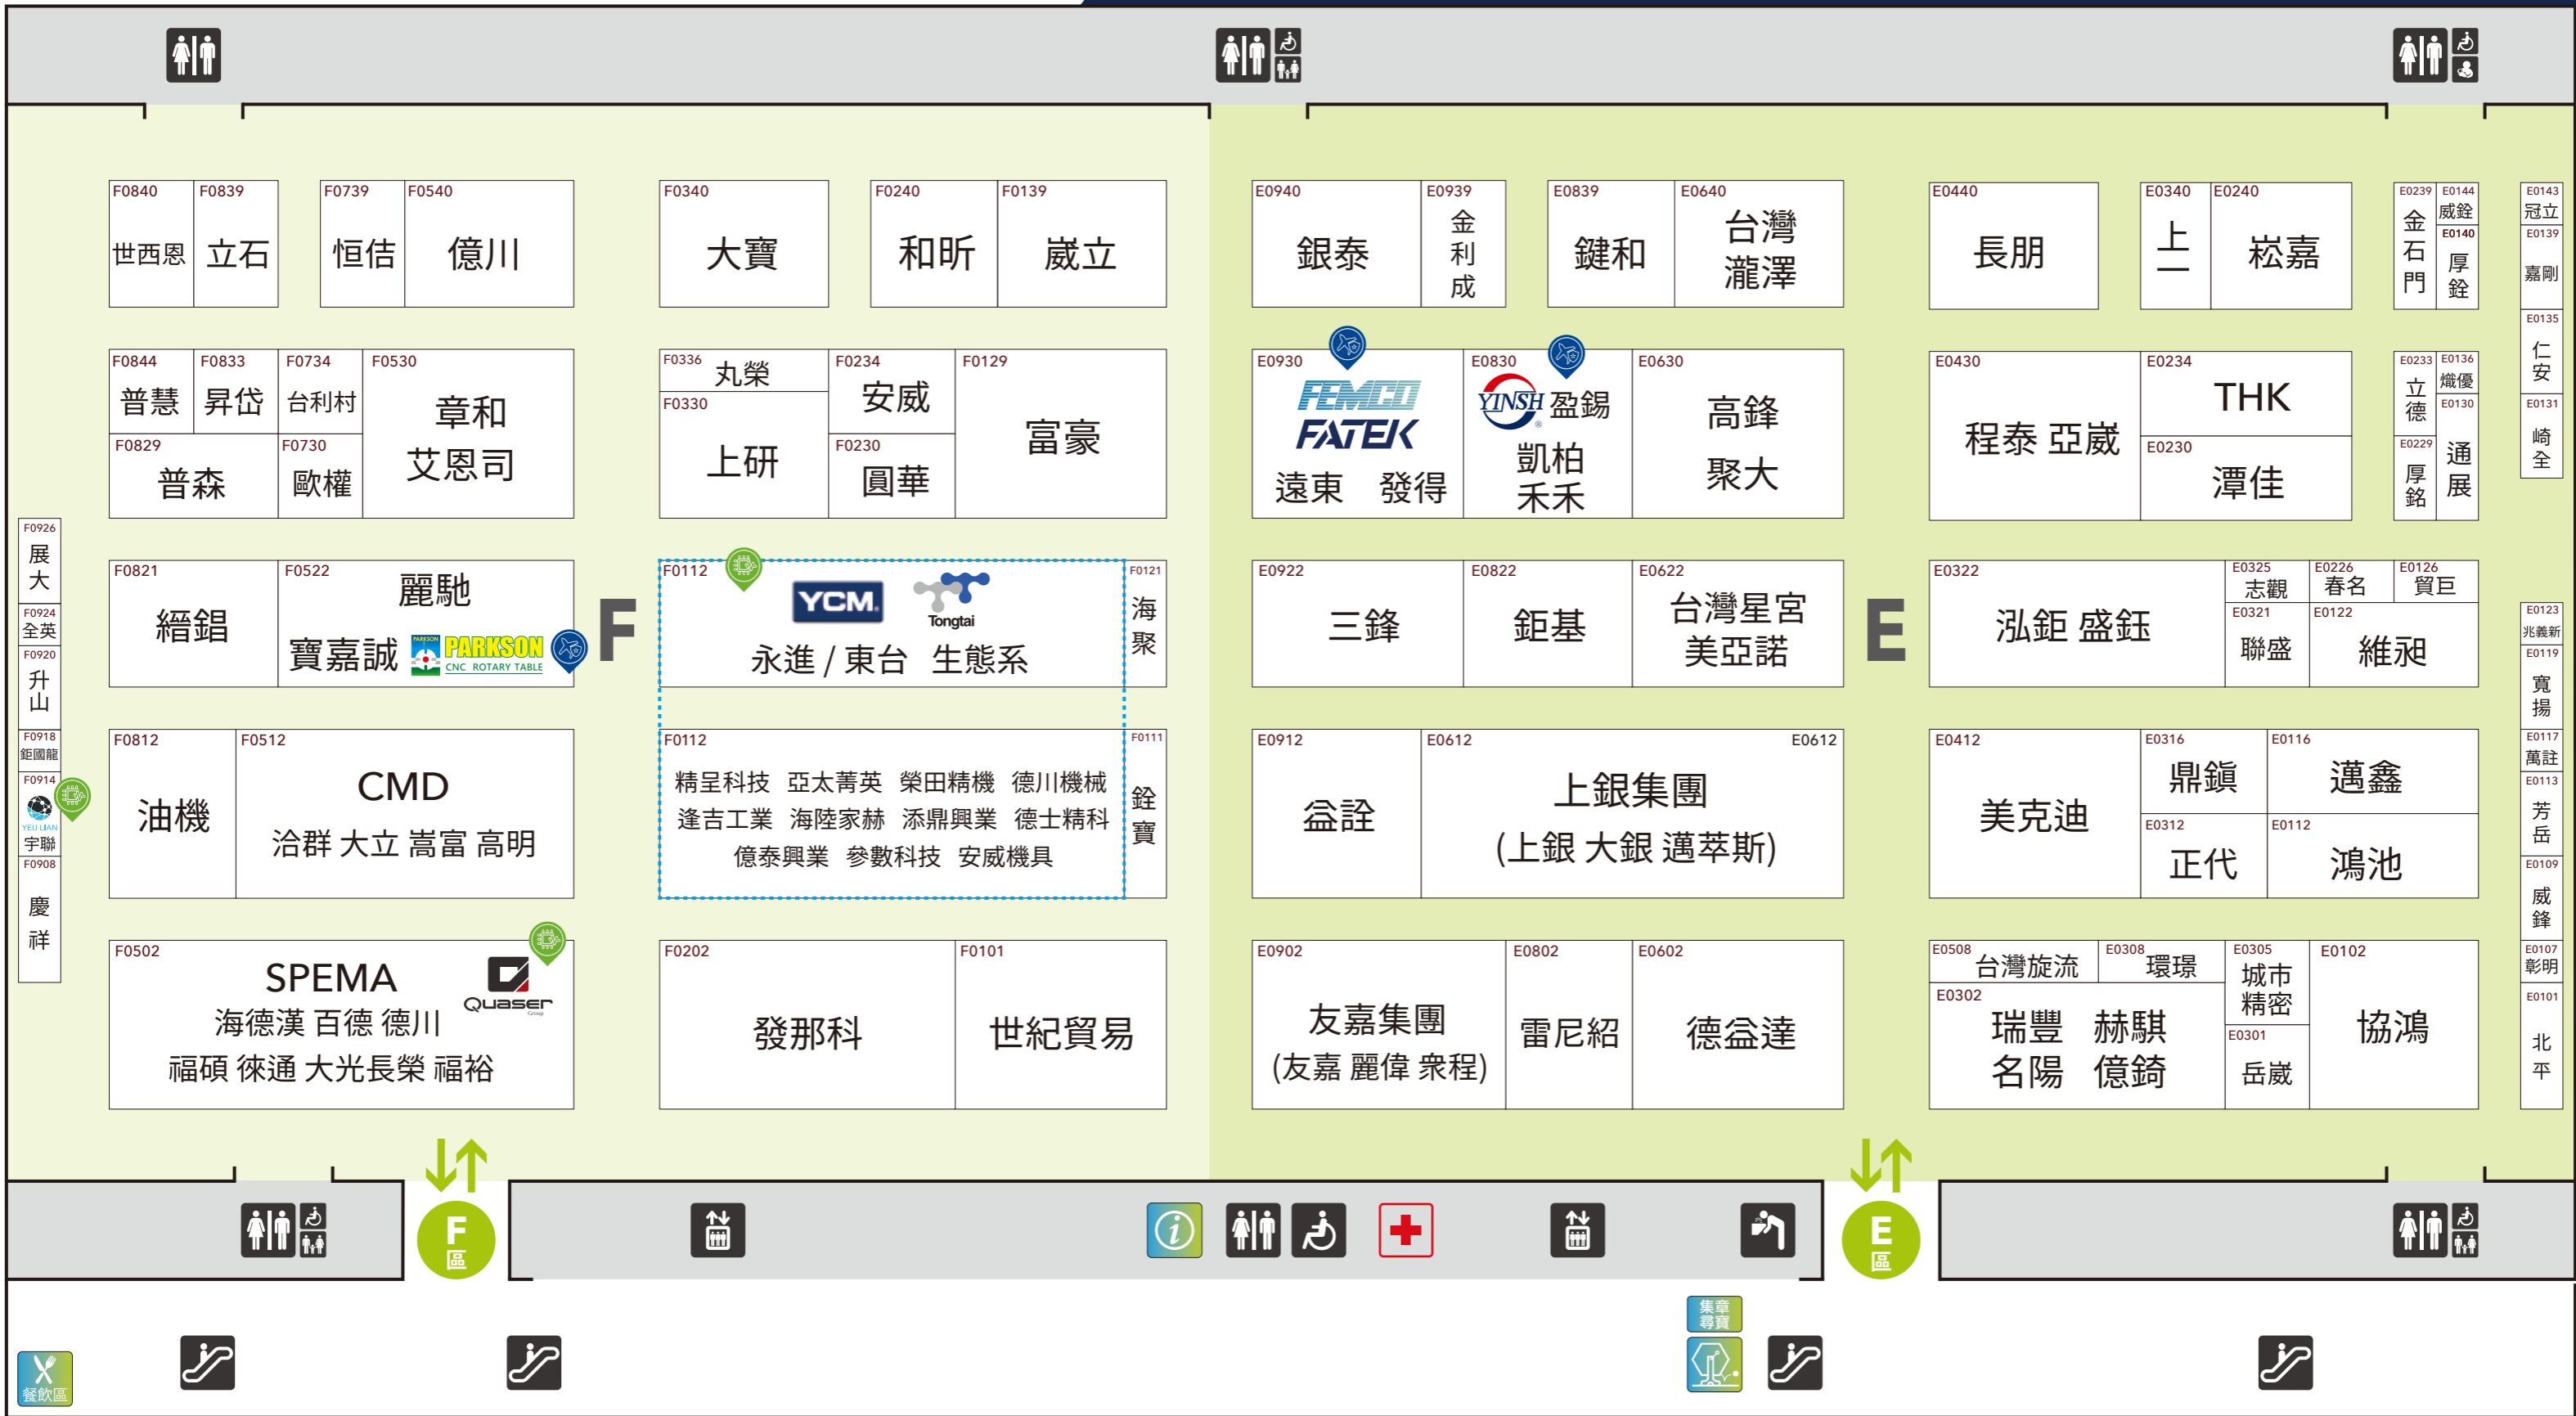 F0840
世西恩
F0839
立石
F0739
恒佶
F0540
億川
F0340
大寶
F0240
和昕
F0139
崴立
E0940
銀泰
E0939
金利成
E0839
鍵和
E0640
台灣
瀧澤
E0440
長朋
E0340
上一
E0240
崧嘉
E0239
金石門
E0144
威銓
E0140
厚銓
E0143
冠立
E0139
嘉剛
E0135
仁安
E0131
崎全
F0844
普慧
F0833
昇岱
F0734
台利村
F0530
章和
艾恩司
F0829
普森
F0730
歐權
F0336
丸榮
F0330
上研
F0234
安威
F0230
圓華
F0129
富豪
E0930
FEMCO
FATEK
遠東 發得
E0830
YINSH 盈錫
凱柏
禾禾
E0630
高鋒
聚大
E0430
程泰 亞崴
E0234
THK
E0230
潭佳
E0233
立德
E0136
熾優
E0130
通展
E0229
厚銘
F0926
展大
F0924
全英
F0920
升山
F0918
鉅國龍
F0914
YEU LIAN
宇聯
F0908
慶祥
F0821
縉錩
F0522
麗馳
寶嘉誠
PARKSON
PARKSON
CNC ROTARY TABLE
F
F0112
YCM
Tongtai
永進 / 東台 生態系
F0121
海聚
E0922
三鋒
E0822
鉅基
E0622
台灣星宮
美亞諾
E
E0322
泓鉅 盛鈺
E0325
志觀
E0226
春名
E0126
貿巨
E0321
聯盛
E0122
維昶
E0123
兆義新
E0119
寬揚
E0117
萬註
E0113
芳岳
E0109
威鋒
E0107
彰明
E0101
北平
F0812
油機
F0512
CMD
洽群 大立 嵩富 高明
F0112
精呈科技 亞太菁英 榮田精機 德川機械
逢吉工業 海陸家赫 添鼎興業 德士精科
億泰興業 參數科技 安威機具
F0111
銓寶
E0912
益詮
E0612
E0612
上銀集團
(上銀 大銀 邁萃斯)
E0412
美克迪
E0316
鼎鎭
E0116
邁鑫
E0312
正代
E0112
鴻池
F0502
SPEMA
Quaser
Group
海德漢 百德 德川
福碩 徠通 大光長榮 福裕
F0202
發那科
F0101
世紀貿易
E0902
友嘉集團
(友嘉 麗偉 衆程)
E0802
雷尼紹
E0602
德益達
E0508
台灣旋流
E0308
環璟
E0305
城市
精密
E0302
瑞豐 赫騏
名陽 億錡
E0301
岳崴
E0102
協鴻
F
區
i
E
區
集章
尋寶
餐飲區